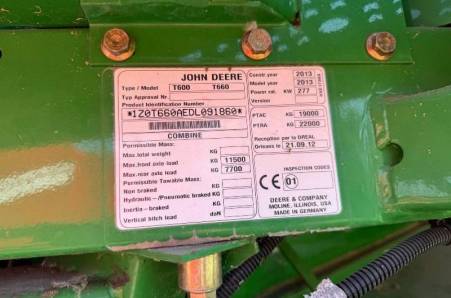 JOHN DEERE
Type / Model T600 T660
Typ Approval Nr.
Product Identification Number
*1Z0T660AEDL091860*
COMBINE
Permissible Mass:
Max. total weight KG
Max. front axle load KG 11500
Max. rear axle load KG 7700
Permissible Towable Mass:
Non braked KG
Hydraulic-/Pneumatic braked KG
Inertia - braked KG
Vertical hitch load daN
Constr year 2013
Model year 2013
Power rat. KW 277
Version
PTAC KG 19000
PTRA KG 22000
Reception par la DREAL
Orleans le 21.09.12
INSPECTION CODES
CE 01
DEERE & COMPANY
MOLINE, ILLINOIS, USA
MADE IN GERMANY